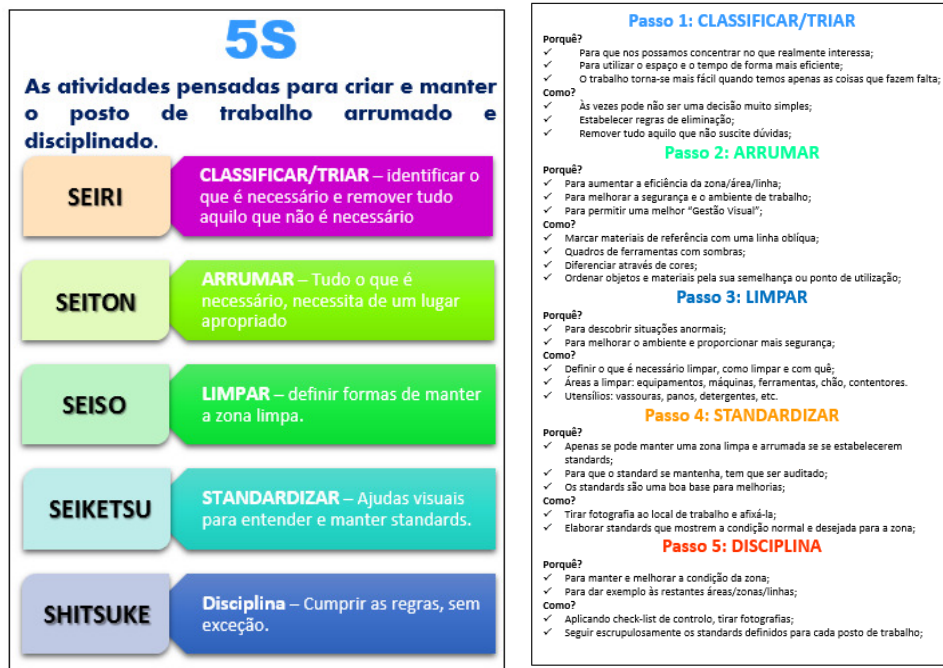 5S
As atividades pensadas para criar e manter
o posto de trabalho arrumado e
disciplinado.
SEIRI
CLASSIFICAR/TRIAR – identificar o
que é necessário e remover tudo
aquilo que não é necessário
SEITON
ARRUMAR – Tudo o que é
necessário, necessita de um lugar
apropriado
SEISO
LIMPAR – definir formas de manter
a zona limpa.
SEIKETSU
STANDARDIZAR – Ajudas visuais
para entender e manter standards.
SHITSUKE
Disciplina – Cumprir as regras, sem
exceção.
Passo 1: CLASSIFICAR/TRIAR
Porquê?
✓ Para que nos possamos concentrar no que realmente interessa;
✓ Para utilizar o espaço e o tempo de forma mais eficiente;
✓ O trabalho torna-se mais fácil quando temos apenas as coisas que fazem falta;
Como?
✓ Às vezes pode não ser uma decisão muito simples;
✓ Estabelecer regras de eliminação;
✓ Remover tudo aquilo que não suscite dúvidas;
Passo 2: ARRUMAR
Porquê?
✓ Para aumentar a eficiência da zona/área/linha;
✓ Para melhorar a segurança e o ambiente de trabalho;
✓ Para permitir uma melhor “Gestão Visual”;
Como?
✓ Marcar materiais de referência com uma linha oblíqua;
✓ Quadros de ferramentas com sombras;
✓ Diferenciar através de cores;
✓ Ordenar objetos e materiais pela sua semelhança ou ponto de utilização;
Passo 3: LIMPAR
Porquê?
✓ Para descobrir situações anormais;
✓ Para melhorar o ambiente e proporcionar mais segurança;
Como?
✓ Definir o que é necessário limpar, como limpar e com quê;
✓ Áreas a limpar: equipamentos, máquinas, ferramentas, chão, contentores.
✓ Utensílios: vassouras, panos, detergentes, etc.
Passo 4: STANDARDIZAR
Porquê?
✓ Apenas se pode manter uma zona limpa e arrumada se se estabelecerem
standards;
✓ Para que o standard se mantenha, tem que ser auditado;
✓ Os standards são uma boa base para melhorias;
Como?
✓ Tirar fotografia ao local de trabalho e afixá-la;
✓ Elaborar standards que mostrem a condição normal e desejada para a zona;
Passo 5: DISCIPLINA
Porquê?
✓ Para manter e melhorar a condição da zona;
✓ Para dar exemplo às restantes áreas/zonas/linhas;
Como?
✓ Aplicando check-list de controlo, tirar fotografias;
✓ Seguir escrupulosamente os standards definidos para cada posto de trabalho;